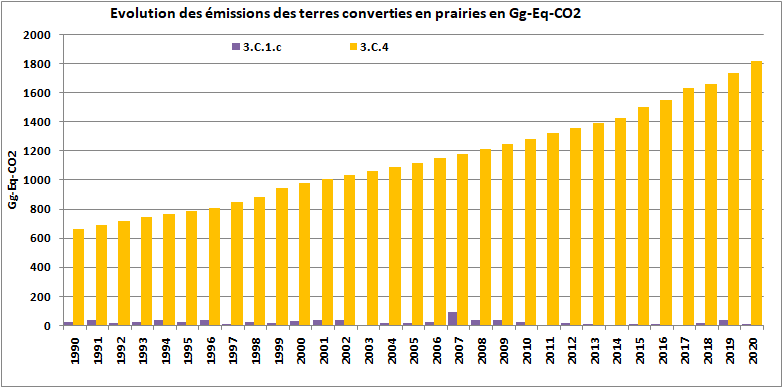 Evolution des émissions des terres converties en prairies en Gg-Eq-CO2
3.C.1.c 3.C.4
Gg-Eq-CO2
2000
1800
1600
1400
1200
1000
800
600
400
200
0
1990 1991 1992 1993 1994 1995 1996 1997 1998 1999 2000 2001 2002 2003 2004 2005 2006 2007 2008 2009 2010 2011 2012 2013 2014 2015 2016 2017 2018 2019 2020